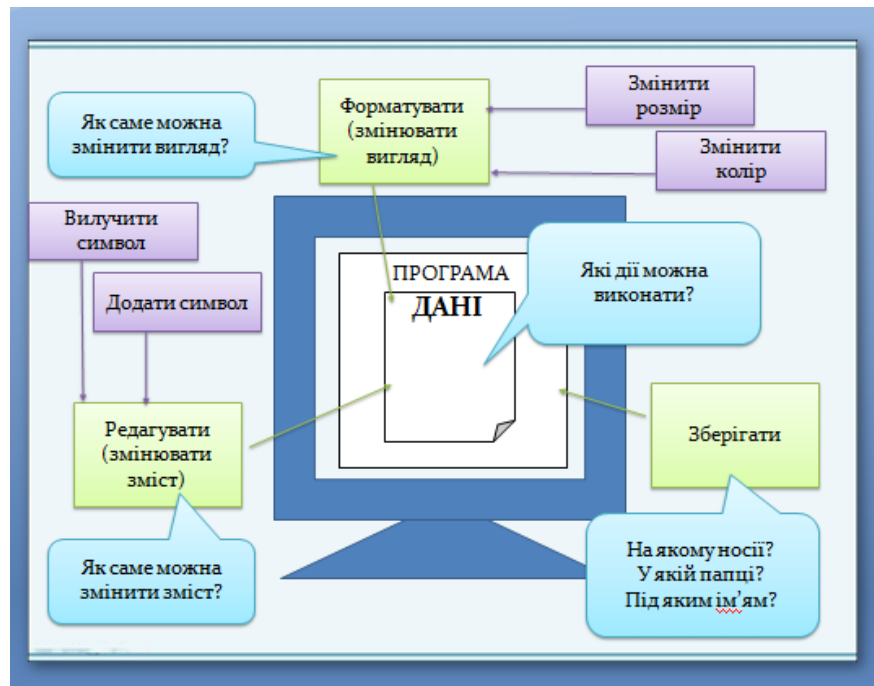 Як саме можна
змінити вигляд?
Форматувати
(змінювати
вигляд)
Змінити
розмір
Змінити
колір
Вилучити
символ
Додати символ
ПРОГРАМА
ДАНІ
Які дії можна
виконати?
Редагувати
(змінювати
зміст)
Зберігати
Як саме можна
змінити зміст?
На якому носії?
У якій папці?
Під яким ім'ям?